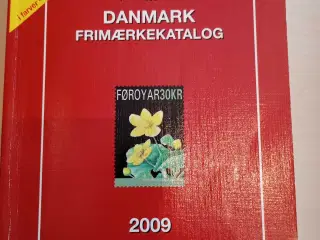 i farver
DANMARK
FRIMÆRKEKATALOG
FØROYAR30KR
2009